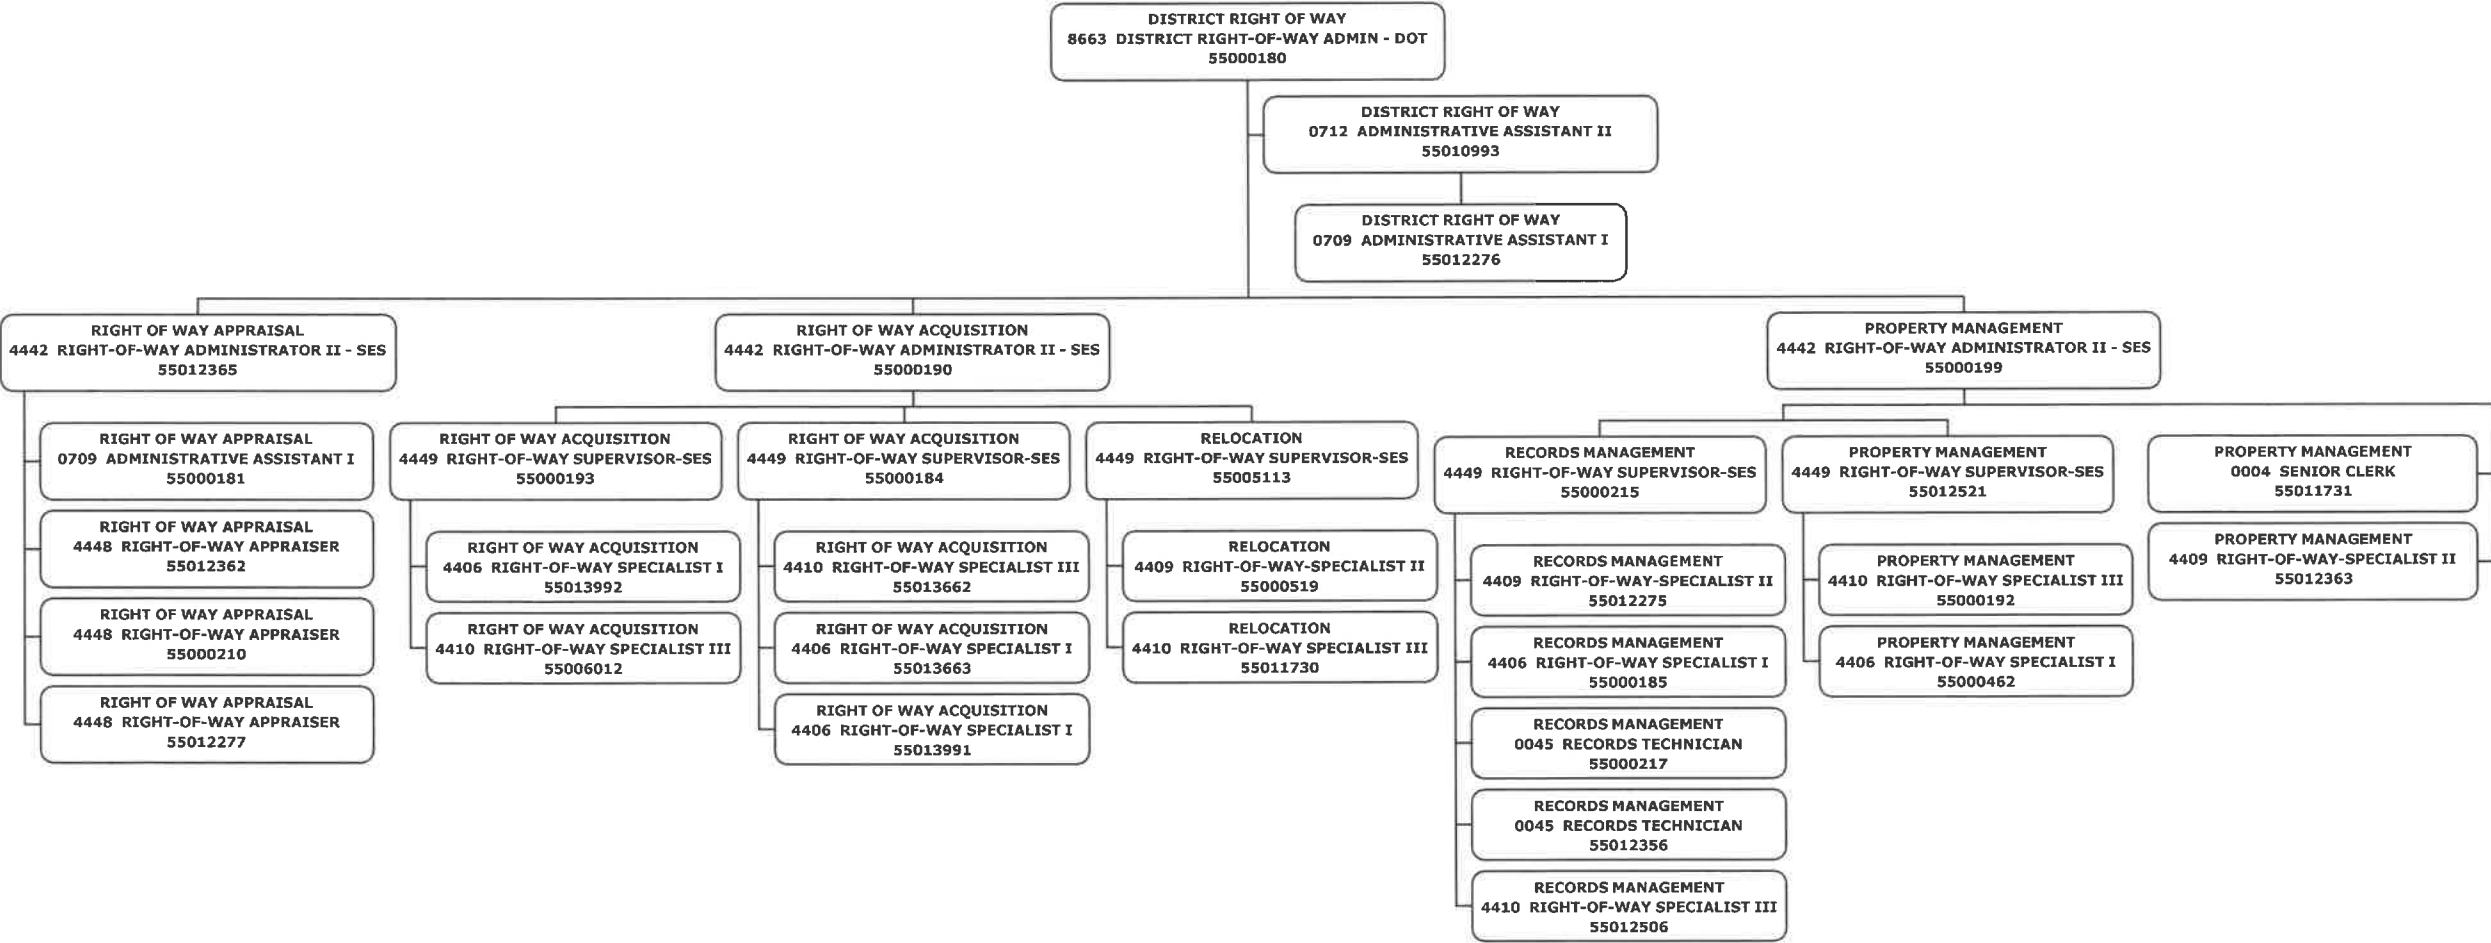 DISTRICT RIGHT OF WAY
8663 DISTRICT RIGHT-OF-WAY ADMIN - DOT
55000180
DISTRICT RIGHT OF WAY
0712 ADMINISTRATIVE ASSISTANT II
55010993
DISTRICT RIGHT OF WAY
0709 ADMINISTRATIVE ASSISTANT I
55012276
RIGHT OF WAY APPRAISAL
4442 RIGHT-OF-WAY ADMINISTRATOR II - SES
55012365
RIGHT OF WAY APPRAISAL
0709 ADMINISTRATIVE ASSISTANT I
55000181
RIGHT OF WAY APPRAISAL
4448 RIGHT-OF-WAY APPRAISER
55012362
RIGHT OF WAY APPRAISAL
4448 RIGHT-OF-WAY APPRAISER
55000210
RIGHT OF WAY APPRAISAL
4448 RIGHT-OF-WAY APPRAISER
55012277
RIGHT OF WAY ACQUISITION
4442 RIGHT-OF-WAY ADMINISTRATOR II - SES
55000190
RIGHT OF WAY ACQUISITION
4449 RIGHT-OF-WAY SUPERVISOR-SES
55000193
RIGHT OF WAY ACQUISITION
4406 RIGHT-OF-WAY SPECIALIST I
55013992
RIGHT OF WAY ACQUISITION
4410 RIGHT-OF-WAY SPECIALIST III
55006012
RIGHT OF WAY ACQUISITION
4449 RIGHT-OF-WAY SUPERVISOR-SES
55000184
RIGHT OF WAY ACQUISITION
4410 RIGHT-OF-WAY SPECIALIST III
55013662
RIGHT OF WAY ACQUISITION
4406 RIGHT-OF-WAY SPECIALIST I
55013663
RIGHT OF WAY ACQUISITION
4406 RIGHT-OF-WAY SPECIALIST I
55013991
RELOCATION
4449 RIGHT-OF-WAY SUPERVISOR-SES
55005113
RELOCATION
4409 RIGHT-OF-WAY-SPECIALIST II
55000519
RELOCATION
4410 RIGHT-OF-WAY SPECIALIST III
55011730
PROPERTY MANAGEMENT
4442 RIGHT-OF-WAY ADMINISTRATOR II - SES
55000199
RECORDS MANAGEMENT
4449 RIGHT-OF-WAY SUPERVISOR-SES
55000215
RECORDS MANAGEMENT
4409 RIGHT-OF-WAY-SPECIALIST II
55012275
RECORDS MANAGEMENT
4406 RIGHT-OF-WAY SPECIALIST I
55000185
RECORDS MANAGEMENT
0045 RECORDS TECHNICIAN
55000217
RECORDS MANAGEMENT
0045 RECORDS TECHNICIAN
55012356
RECORDS MANAGEMENT
4410 RIGHT-OF-WAY SPECIALIST III
55012506
PROPERTY MANAGEMENT
4449 RIGHT-OF-WAY SUPERVISOR-SES
55012521
PROPERTY MANAGEMENT
4410 RIGHT-OF-WAY SPECIALIST III
55000192
PROPERTY MANAGEMENT
4406 RIGHT-OF-WAY SPECIALIST I
55000462
PROPERTY MANAGEMENT
0004 SENIOR CLERK
55011731
PROPERTY MANAGEMENT
4409 RIGHT-OF-WAY-SPECIALIST II
55012363